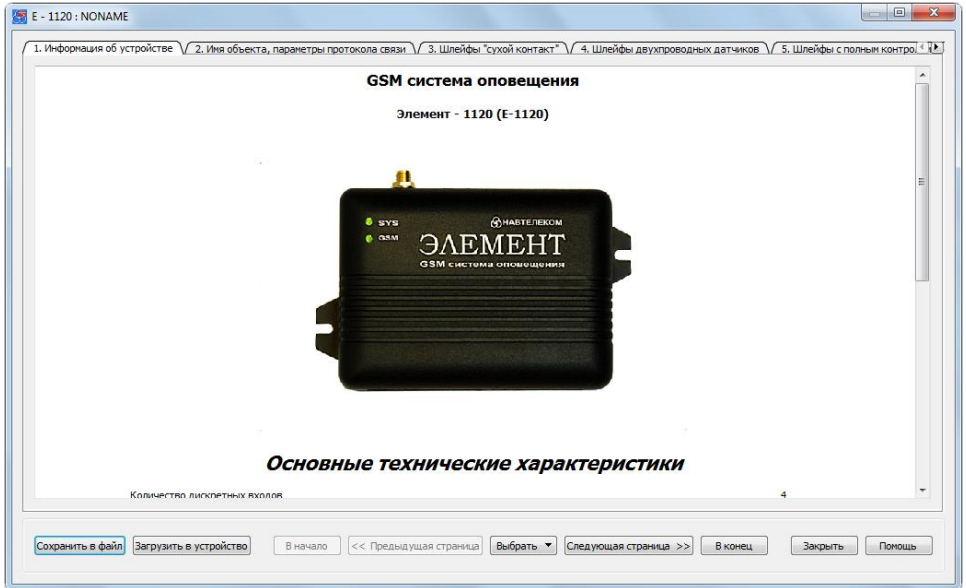 E - 1120 : NONAME
1. Информация об устройстве 2. Имя объекта, параметры протокола связи 3. Шлейфы "сухой контакт" 4. Шлейфы двухпроводных датчиков 5. Шлейфы с полным контро
GSM система оповещения
Элемент - 1120 (E-1120)
SYS
НАВТЕЛЕКОМ
GSM
ЭЛЕМЕНТ
GSM система оповещения
Основные технические характеристики
Количество дискретных входов 4
Сохранить в файл Загрузить в устройство В начало << Предыдущая страница Выбрать Следующая страница >> В конец Закрыть Помощь